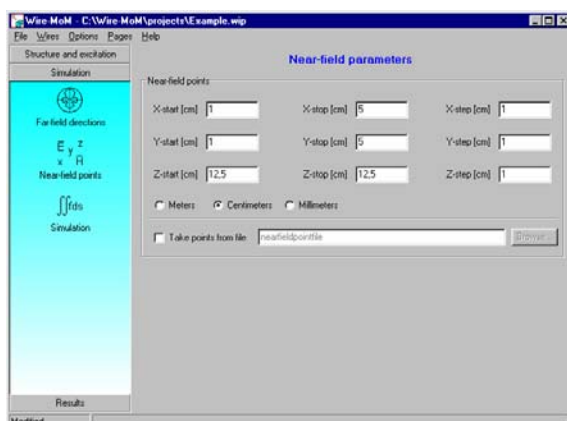 Wire-MoM - C:\Wire-MoM\projects\Example.wip
File Wires Options Pages Help
Structure and excitation
Simulation
Far-field directions
E y z
x H
Near-field points
∬fds
Simulation
Results
Modified
Near-field parameters
Near-field points
X-start [cm] 1 X-stop [cm] 5 X-step [cm] 1
Y-start [cm] 1 Y-stop [cm] 5 Y-step [cm] 1
Z-start [cm] 12,5 Z-stop [cm] 12,5 Z-step [cm] 1
Meters Centimeters Millimeters
Take points from file nearfieldpointfile Browse...